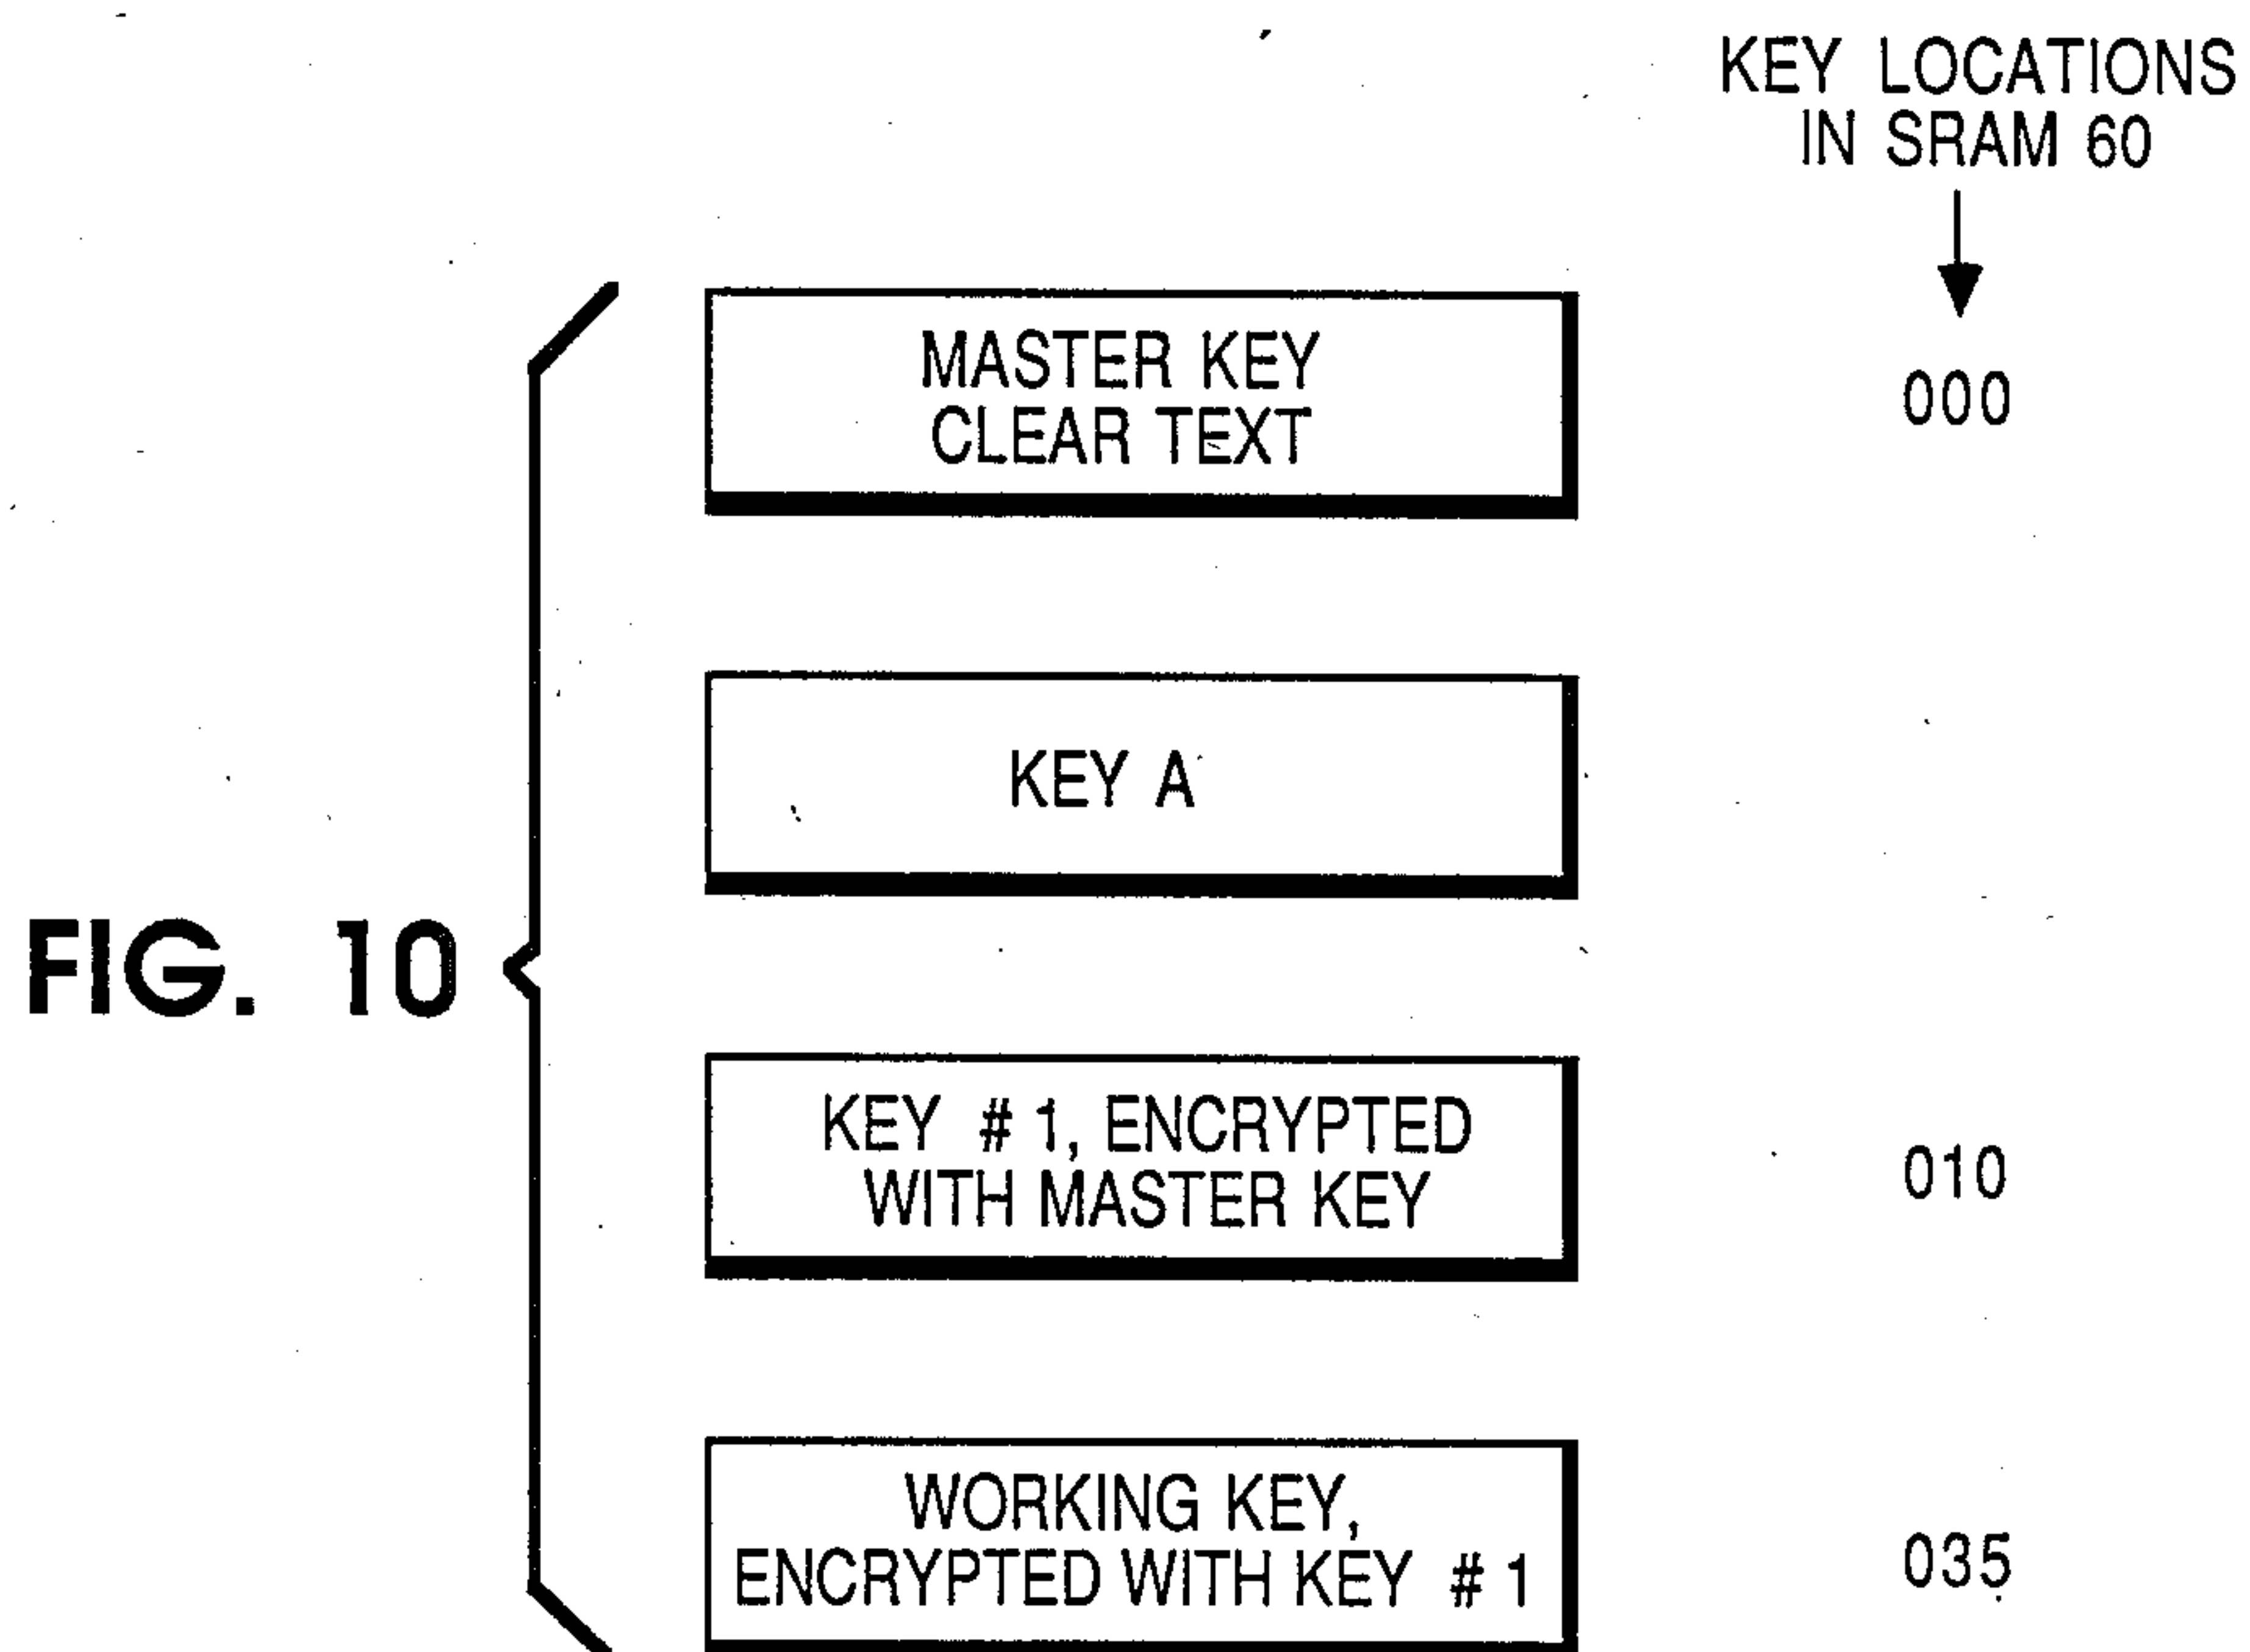 KEY LOCATIONS
IN SRAM 60
MASTER KEY
CLEAR TEXT
000
KEY A
FIG. 10
KEY # 1, ENCRYPTED
WITH MASTER KEY
010
WORKING KEY,
ENCRYPTED WITH KEY # 1
035